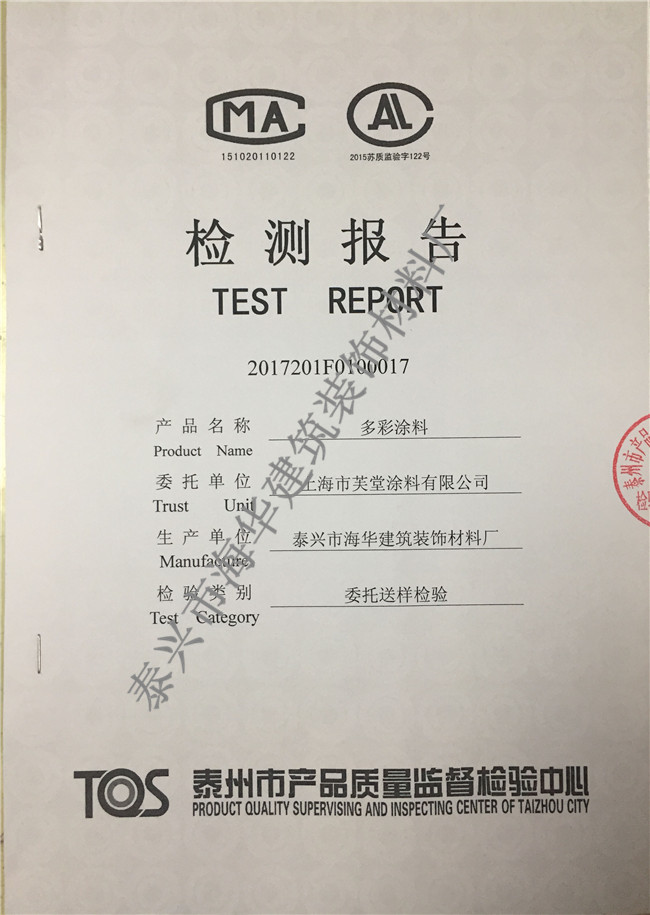 MA
AL
151020110122
2015苏质监验字122号
检测报告
TEST REPORT
2017201F0100017
产品名称 多彩涂料
Product Name
委托单位 上海市芙堂涂料有限公司
Trust Unit
生产单位 泰兴市海华建筑装饰材料厂
Manufacture
检验类别 委托送样检验
Test Category
泰兴市海华建筑装饰材料厂
泰州市产品
TQS 泰州市产品质量监督检验中心
PRODUCT QUALITY SUPERVISING AND INSPECTING CENTER OF TAIZHOU CITY